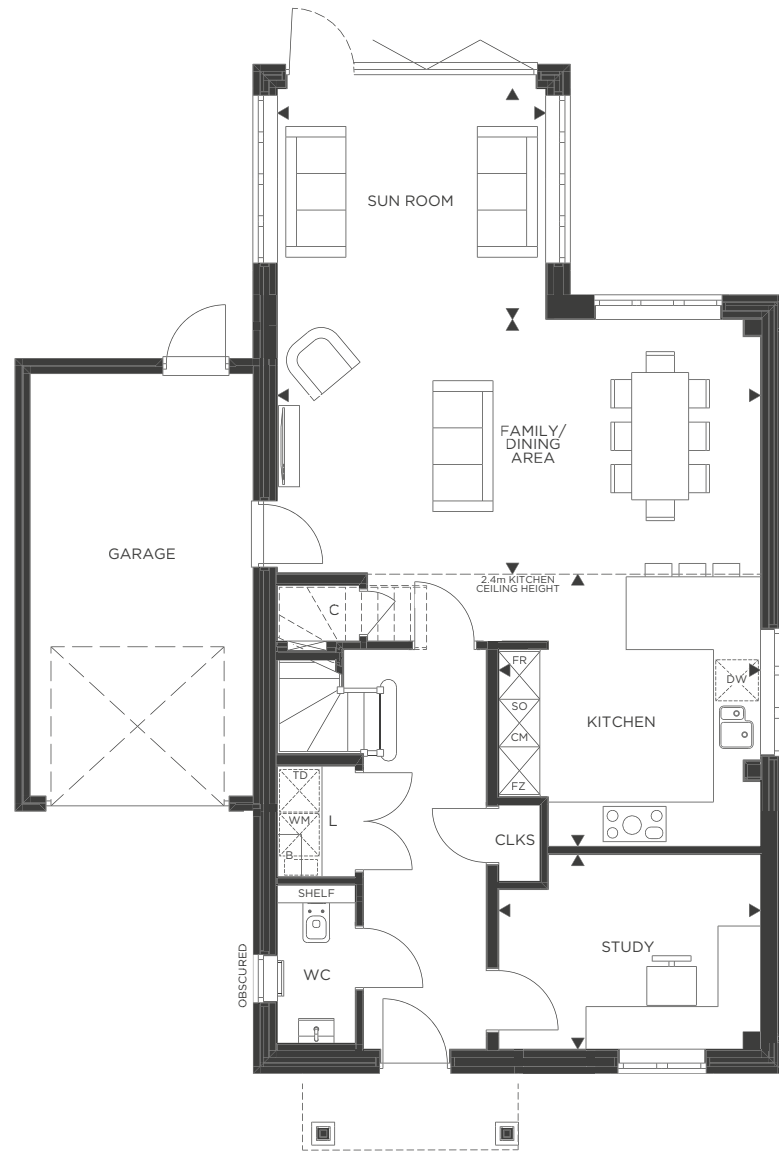 SUN ROOM
FAMILY/
DINING
AREA
GARAGE
2.4m KITCHEN
CEILING HEIGHT
C
FR
DW
SO
KITCHEN
CM
TD
FZ
WM
L
CLKS
B
SHELF
STUDY
OBSCURED
WC